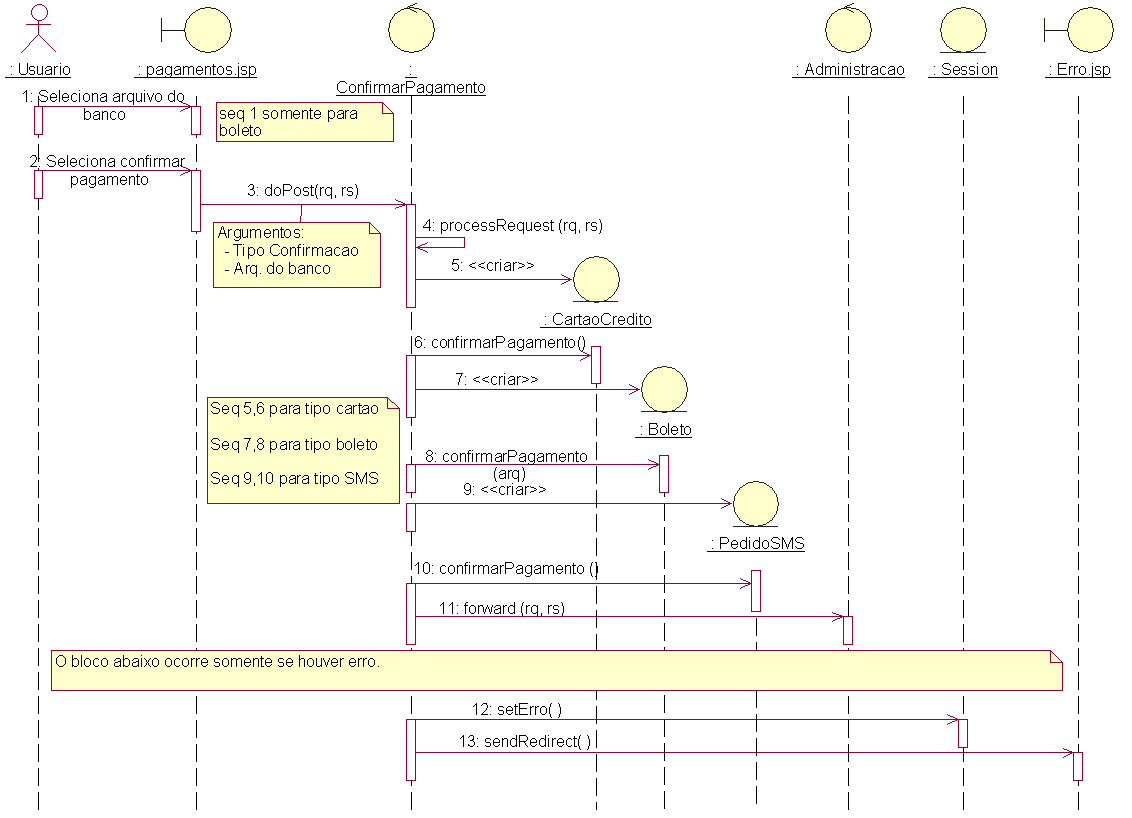 : Usuario
: pagamentos.jsp
:
ConfirmarPagamento
: Administracao
: Session
: Erro.jsp
1: Seleciona arquivo do
banco
seq 1 somente para
boleto
2: Seleciona confirmar
pagamento
3: doPost(rq, rs)
Argumentos:
- Tipo Confirmacao
- Arq. do banco
4: processRequest (rq, rs)
5: <<criar>>
: CartaoCredito
6: confirmarPagamento()
7: <<criar>>
: Boleto
Seq 5,6 para tipo cartao
Seq 7,8 para tipo boleto
Seq 9,10 para tipo SMS
8: confirmarPagamento
(arq)
9: <<criar>>
: PedidoSMS
10: confirmarPagamento ()
11: forward (rq, rs)
O bloco abaixo ocorre somente se houver erro.
12: setErro( )
13: sendRedirect( )